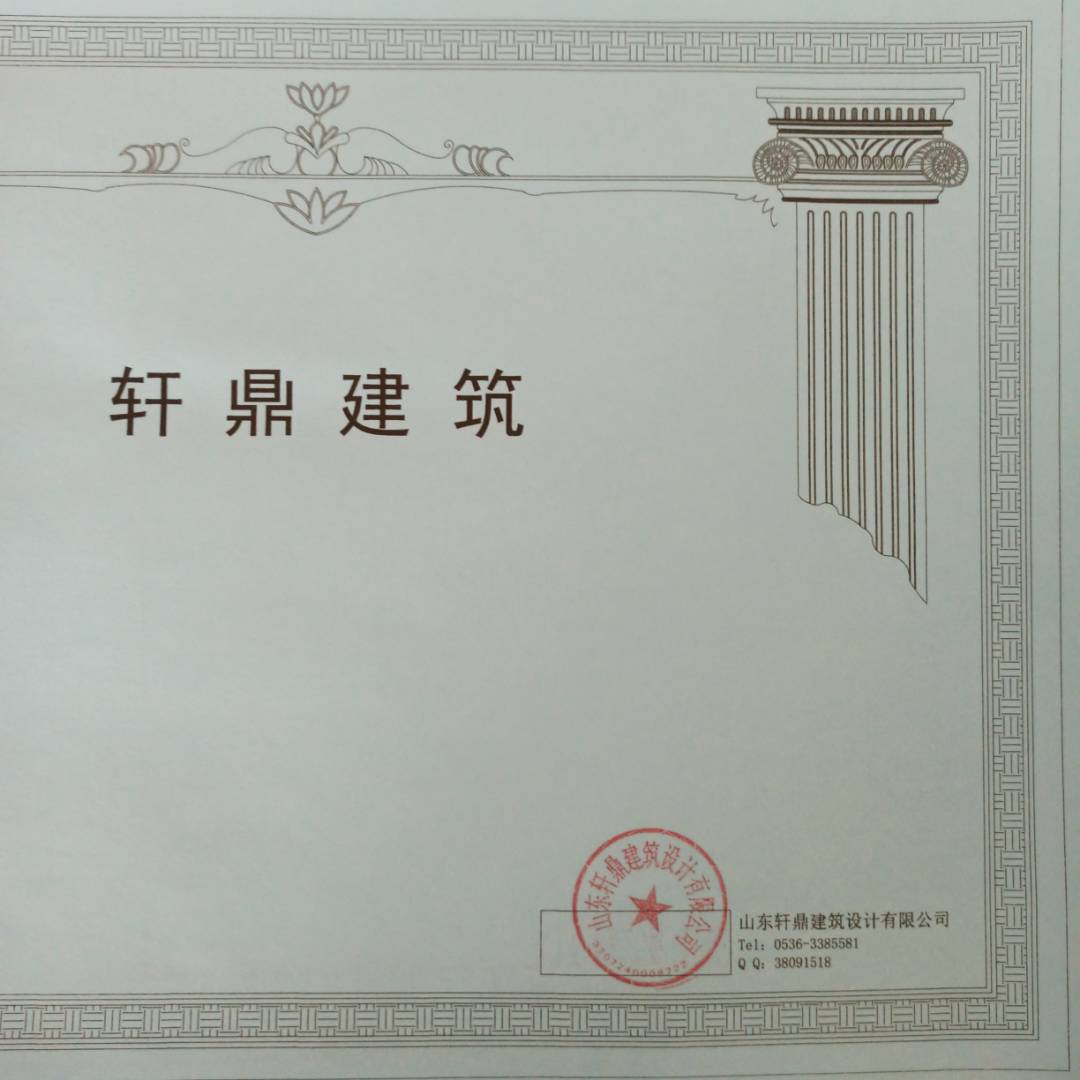 轩鼎建筑
山东轩鼎建筑设计有限公司
山东轩鼎建筑设计有限公司
Tel: 0536-3385581
Q Q: 38091518